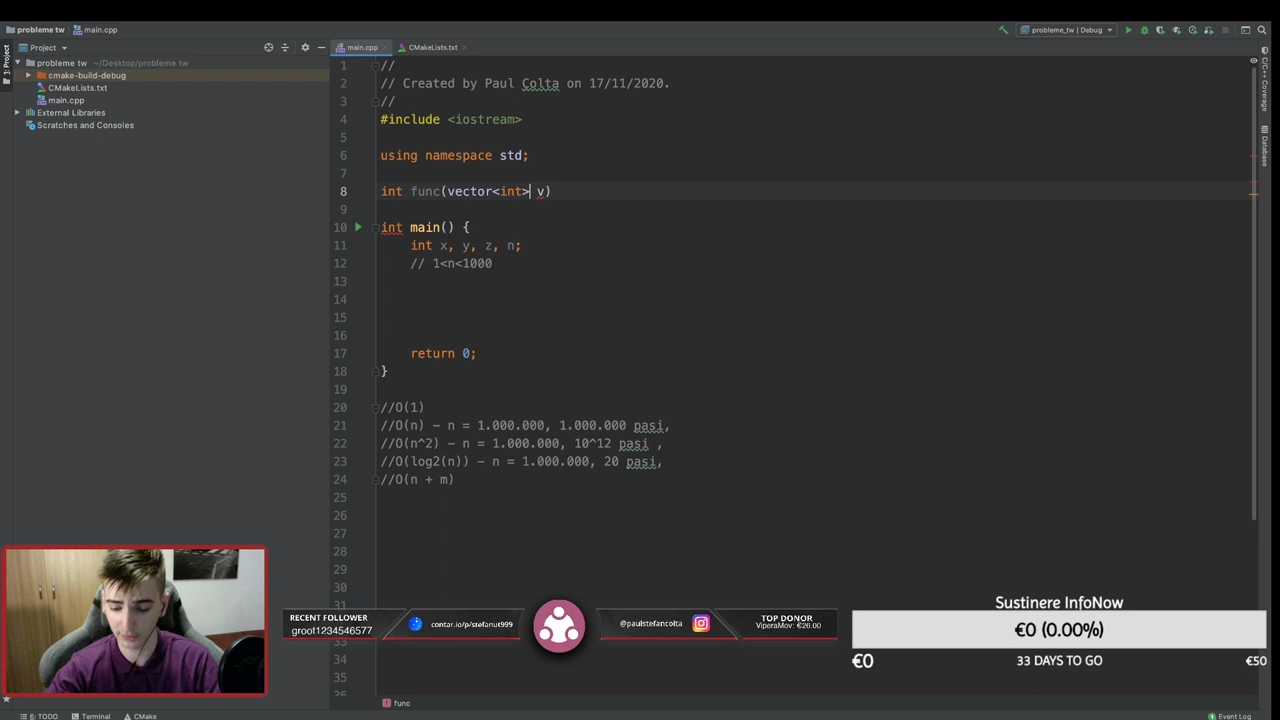 probleme tw
main.cpp
probleme_tw | Debug
Project
main.cpp
CMakeLists.txt
1: Project
probleme tw ~/Desktop/probleme tw
cmake-build-debug
CMakeLists.txt
main.cpp
External Libraries
Scratches and Consoles
1 //
2 // Created by Paul Colta on 17/11/2020.
3 //
4 #include <iostream>
5
6 using namespace std;
7
8 int func(vector<int> v)
9
10 int main() {
11 int x, y, z, n;
12 // 1<n<1000
13
14
15
16
17 return 0;
18 }
19
20 //O(1)
21 //O(n) - n = 1.000.000, 1.000.000 pasi,
22 //O(n^2) - n = 1.000.000, 10^12 pasi ,
23 //O(log2(n)) - n = 1.000.000, 20 pasi,
24 //O(n + m)
25
26
27
28
29
30
31
33
34
35
36
C/C++ Coverage
Database
RECENT FOLLOWER
groot1234546577
contar.io/p/stefanut999
@paulstefancolta
TOP DONOR
ViperaMov: €26.00
Sustinere InfoNow
€0 (0.00%)
€0
33 DAYS TO GO
€50
func
6: TODO
Terminal
CMake
Event Log